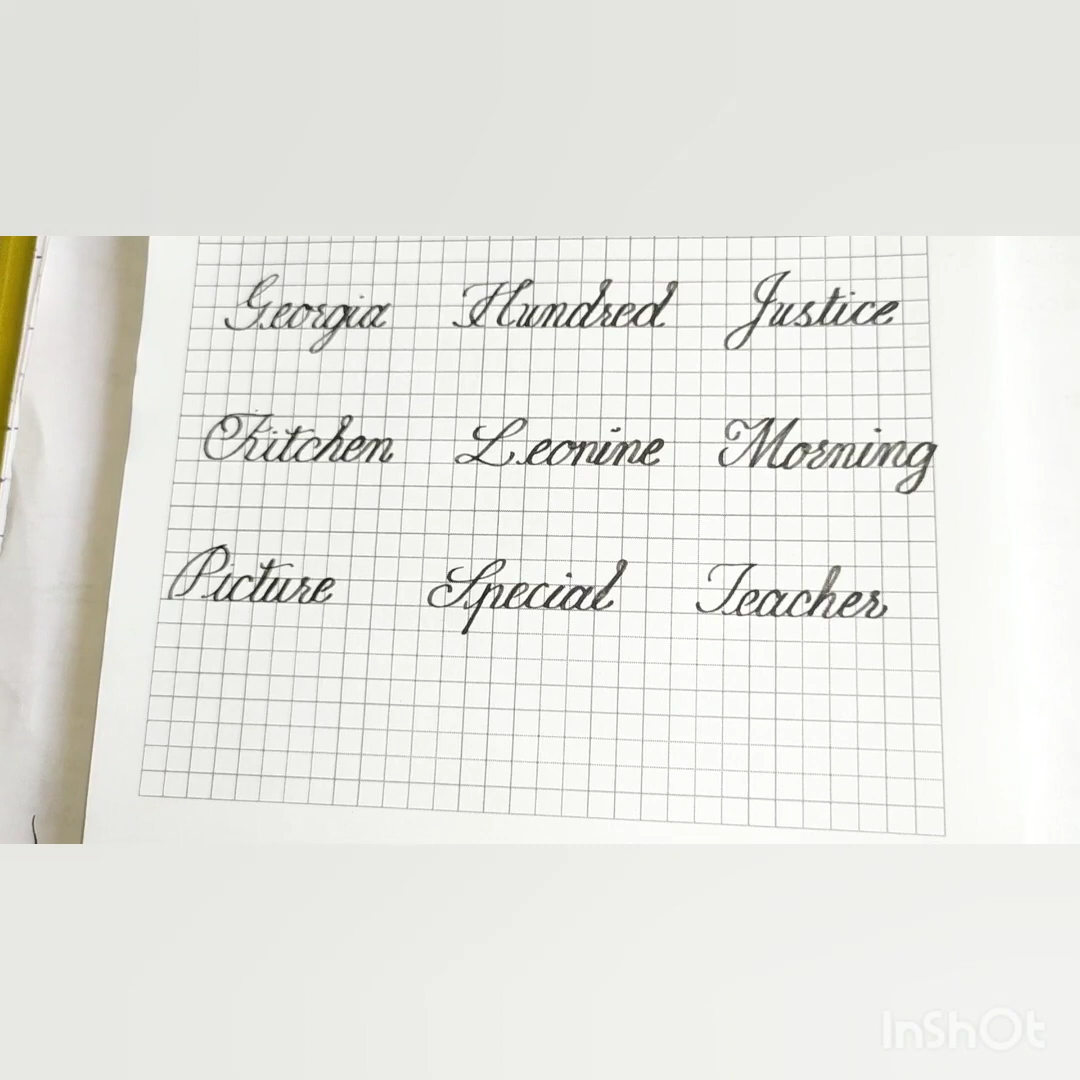 Georgia Hundred Justice
Kitchen Leonine Morning
Picture Special Teacher
InShOt